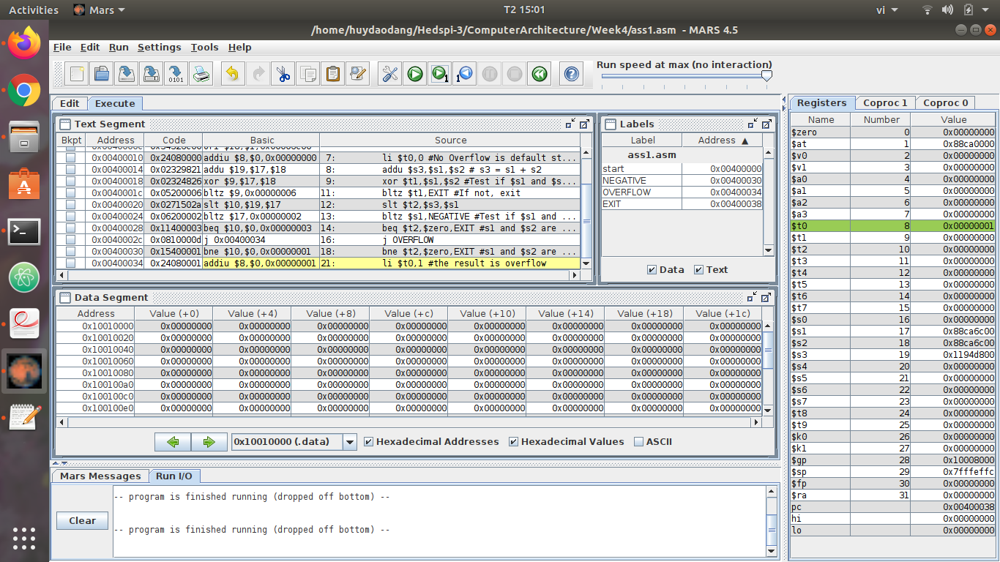 Activities Mars T2 15:01 vi
/home/huydaodang/Hedspi-3/ComputerArchitecture/Week4/ass1.asm - MARS 4.5
File Edit Run Settings Tools Help
Run speed at max (no interaction)
Edit Execute
Registers Coproc 1 Coproc 0
Text Segment
Bkpt Address Code Basic Source
0x00400010 0x24080000 addiu $8,$0,0x00000000 7: li $t0,0 #No Overflow is default st...
0x00400014 0x02329821 addu $19,$17,$18 8: addu $s3,$s1,$s2 # s3 = s1 + s2
0x00400018 0x02324826 xor $9,$17,$18 9: xor $t1,$s1,$s2 #Test if $s1 and $s...
0x0040001c 0x05200006 bltz $9,0x00000006 11: bltz $t1,EXIT #If not, exit
0x00400020 0x0271502a slt $10,$19,$17 12: slt $t2,$s3,$s1
0x00400024 0x06200002 bltz $17,0x00000002 13: bltz $s1,NEGATIVE #Test if $s1 and ...
0x00400028 0x11400003 beq $10,$0,0x00000003 14: beq $t2,$zero,EXIT #s1 and $s2 are ...
0x0040002c 0x0810000d j 0x00400034 16: j OVERFLOW
0x00400030 0x15400001 bne $10,$0,0x00000001 18: bne $t2,$zero,EXIT #s1 and $s2 are ...
0x00400034 0x24080001 addiu $8,$0,0x00000001 21: li $t0,1 #the result is overflow
Labels
Label Address ▲
ass1.asm
start 0x00400000
NEGATIVE 0x00400030
OVERFLOW 0x00400034
EXIT 0x00400038
Data Text
Data Segment
Address Value (+0) Value (+4) Value (+8) Value (+c) Value (+10) Value (+14) Value (+18) Value (+1c)
0x10010000 0x00000000 0x00000000 0x00000000 0x00000000 0x00000000 0x00000000 0x00000000 0x00000000
0x10010020 0x00000000 0x00000000 0x00000000 0x00000000 0x00000000 0x00000000 0x00000000 0x00000000
0x10010040 0x00000000 0x00000000 0x00000000 0x00000000 0x00000000 0x00000000 0x00000000 0x00000000
0x10010060 0x00000000 0x00000000 0x00000000 0x00000000 0x00000000 0x00000000 0x00000000 0x00000000
0x10010080 0x00000000 0x00000000 0x00000000 0x00000000 0x00000000 0x00000000 0x00000000 0x00000000
0x100100a0 0x00000000 0x00000000 0x00000000 0x00000000 0x00000000 0x00000000 0x00000000 0x00000000
0x100100c0 0x00000000 0x00000000 0x00000000 0x00000000 0x00000000 0x00000000 0x00000000 0x00000000
0x100100e0 0x00000000 0x00000000 0x00000000 0x00000000 0x00000000 0x00000000 0x00000000 0x00000000
0x10010000 (.data) Hexadecimal Addresses Hexadecimal Values ASCII
Mars Messages Run I/O
Clear
-- program is finished running (dropped off bottom) --
-- program is finished running (dropped off bottom) --
Name Number Value
$zero 0 0x00000000
$at 1 0x88ca0000
$v0 2 0x00000000
$v1 3 0x00000000
$a0 4 0x00000000
$a1 5 0x00000000
$a2 6 0x00000000
$a3 7 0x00000000
$t0 8 0x00000001
$t1 9 0x00000000
$t2 10 0x00000000
$t3 11 0x00000000
$t4 12 0x00000000
$t5 13 0x00000000
$t6 14 0x00000000
$t7 15 0x00000000
$s0 16 0x00000000
$s1 17 0x88ca6c00
$s2 18 0x88ca6c00
$s3 19 0x1194d800
$s4 20 0x00000000
$s5 21 0x00000000
$s6 22 0x00000000
$s7 23 0x00000000
$t8 24 0x00000000
$t9 25 0x00000000
$k0 26 0x00000000
$k1 27 0x00000000
$gp 28 0x10008000
$sp 29 0x7fffeffc
$fp 30 0x00000000
$ra 31 0x00000000
pc 0x00400038
hi 0x00000000
lo 0x00000000